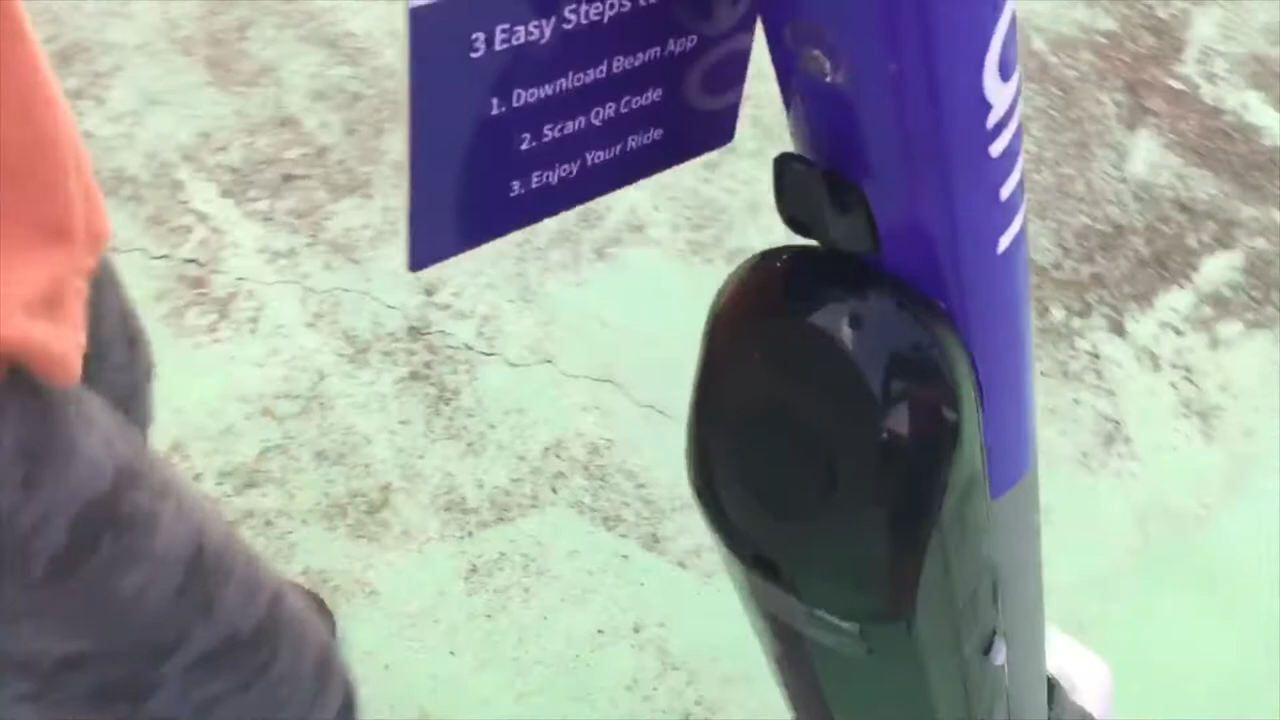 3 Easy Steps
1. Download Beam App
2. Scan QR Code
3. Enjoy Your Ride